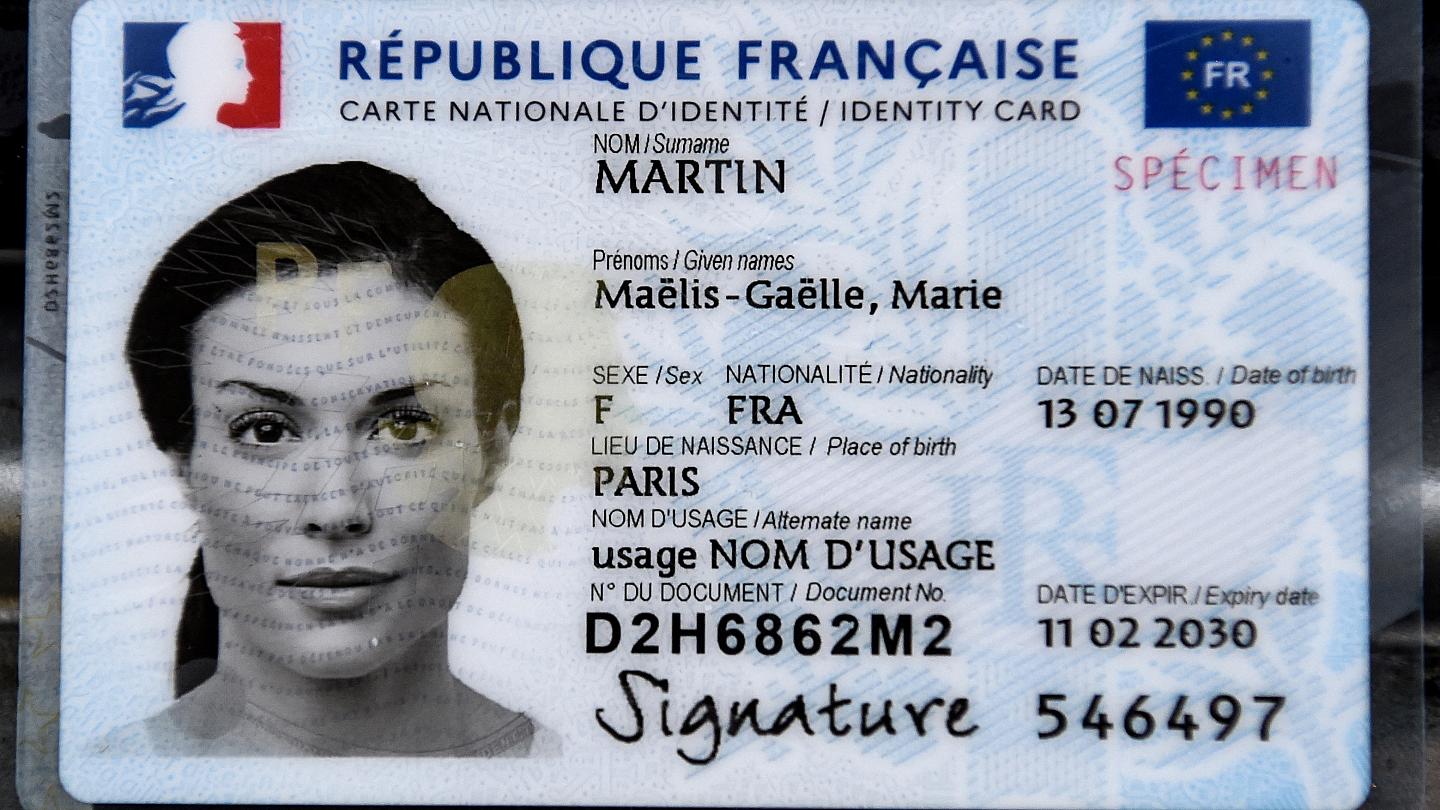 RÉPUBLIQUE FRANÇAISE
FR
CARTE NATIONALE D'IDENTITÉ / IDENTITY CARD
NOM / Surname
MARTIN
SPÉCIMEN
Prénoms / Given names
Maëlis-Gaëlle, Marie
SEXE / Sex NATIONALITÉ / Nationality DATE DE NAISS. / Date of birth
F FRA 13 07 1990
LIEU DE NAISSANCE / Place of birth
PARIS
NOM D'USAGE / Alternate name
usage NOM D'USAGE
N° DU DOCUMENT / Document No. DATE D'EXPIR. / Expiry date
D2H6862M2 11 02 2030
Signature 546497
RF